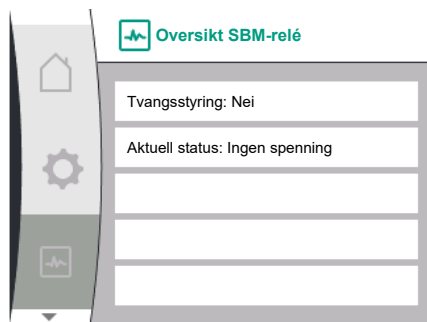 Oversikt SBM-relé
Tvangsstyring: Nei
Aktuell status: Ingen spenning